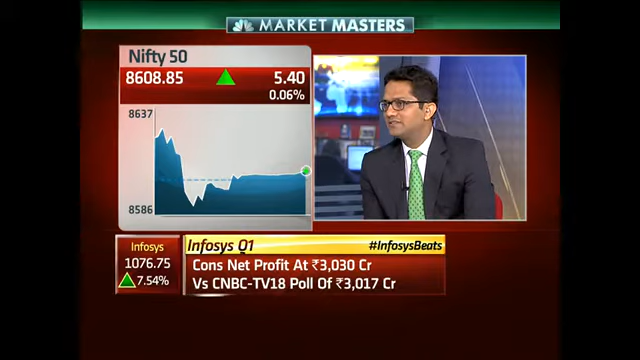 MARKET MASTERS
Nifty 50
8608.85 5.40
0.06%
8637
8586
Infosys
1076.75
7.54%
Infosys Q1 #InfosysBeats
Cons Net Profit At ₹3,030 Cr
Vs CNBC-TV18 Poll Of ₹3,017 Cr